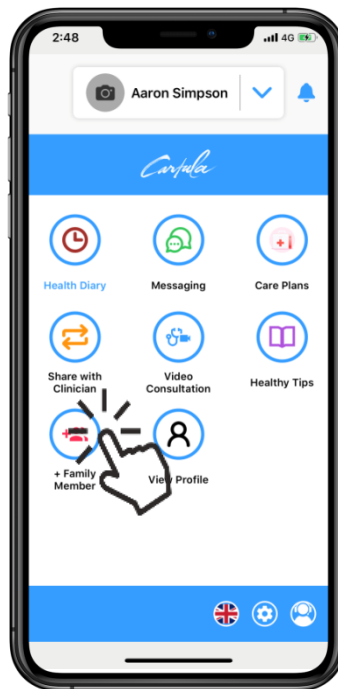 2:48 4G
Aaron Simpson
Cartula
Health Diary Messaging Care Plans
Share with Clinician Video Consultation Healthy Tips
+ Family Member View Profile